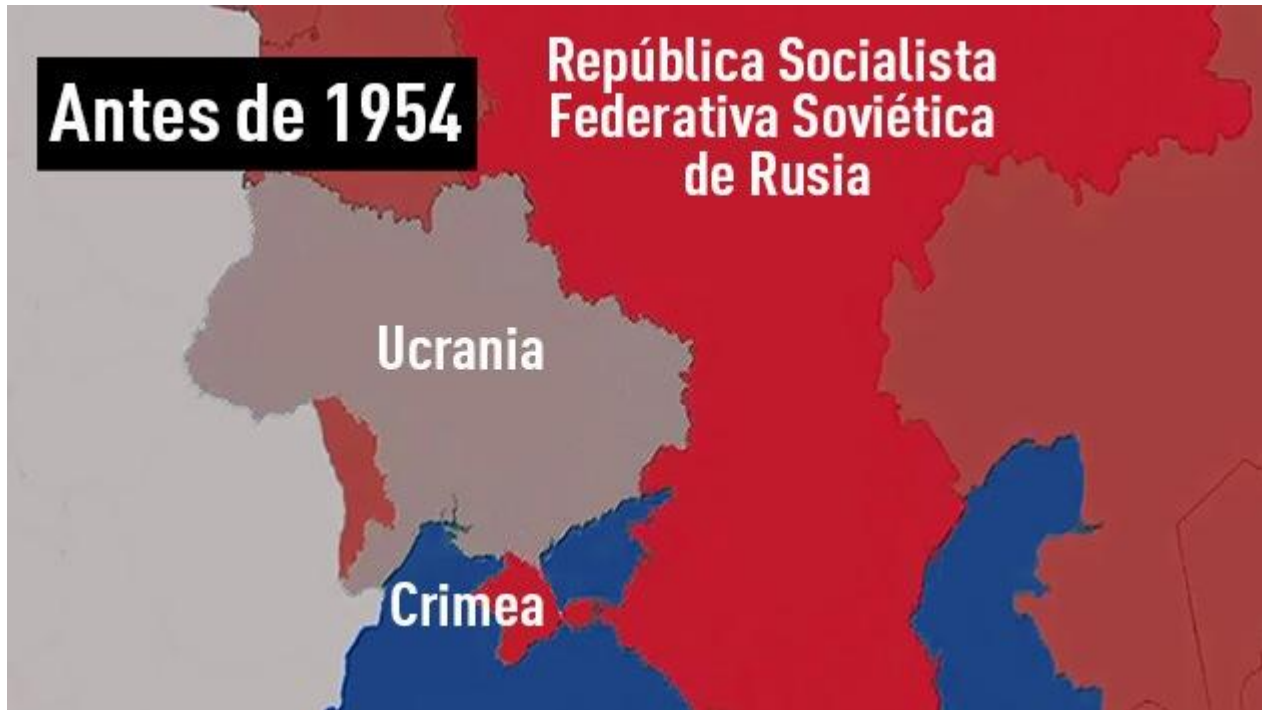 Antes de 1954
República Socialista
Federativa Soviética
de Rusia
Ucrania
Crimea